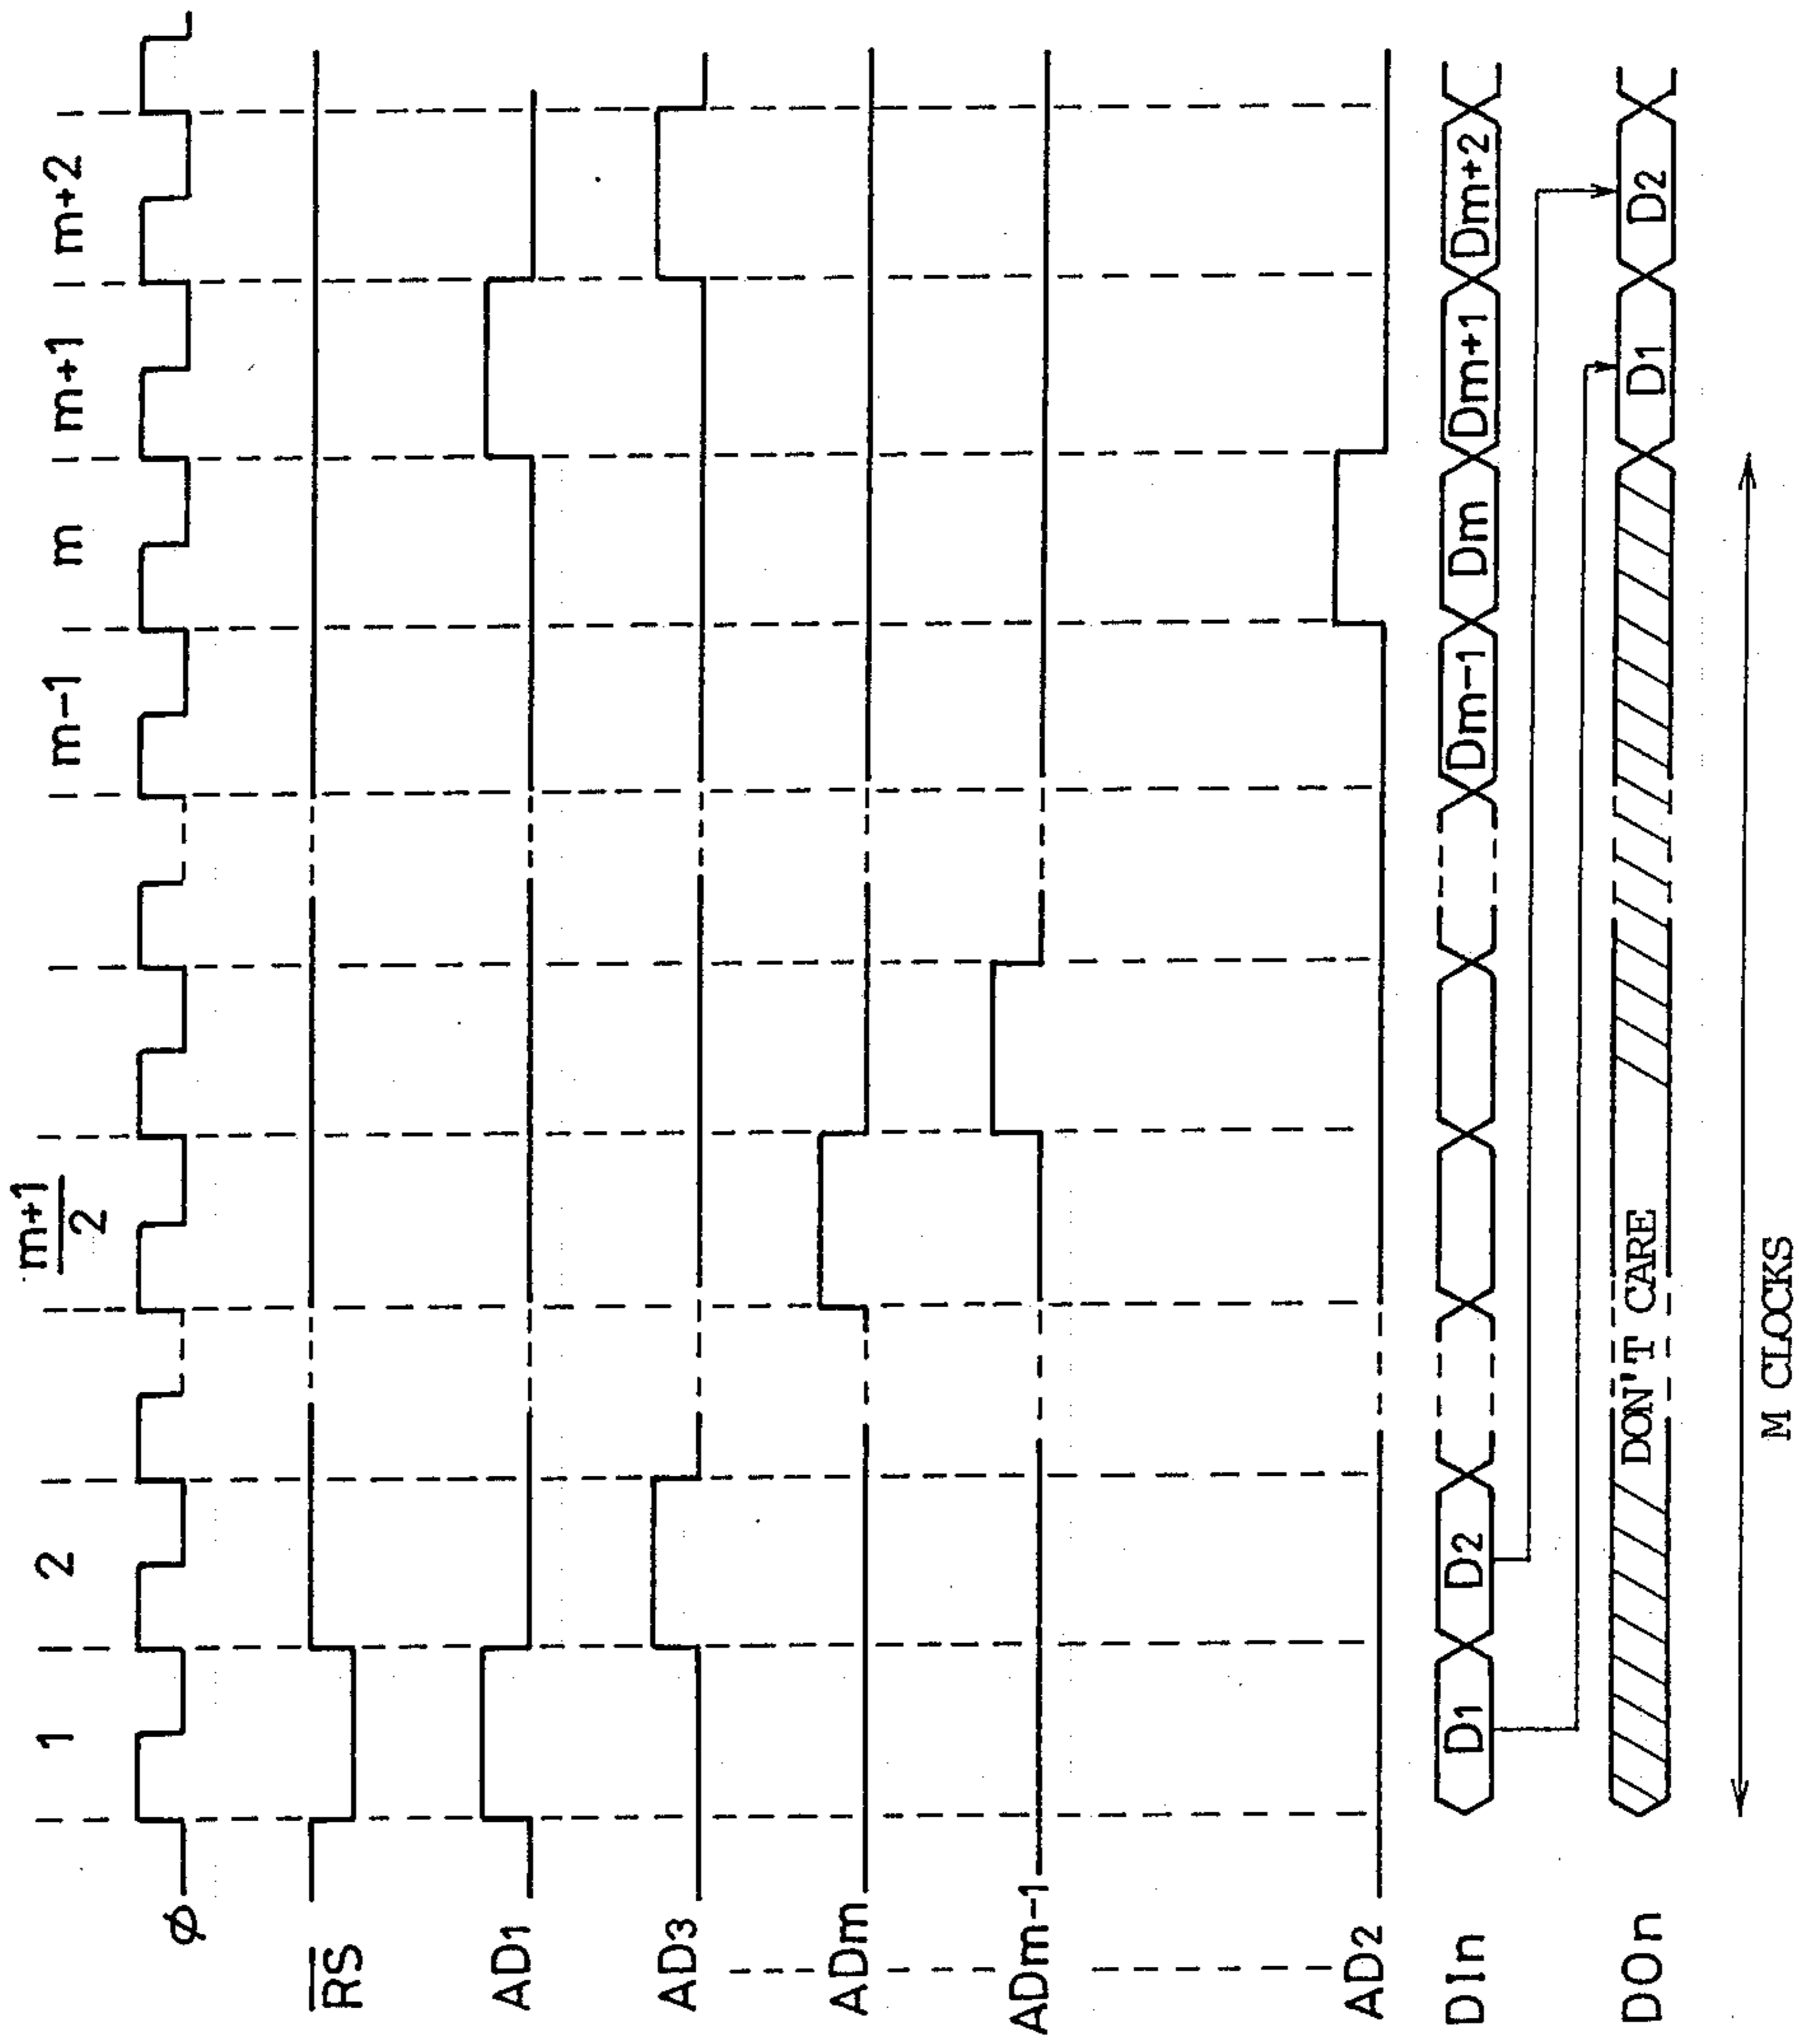 1 2 m+1/2 m-1 m m+1 m+2
ø
R̅S̅
AD1
AD3
ADm
ADm-1
AD2
DIn D1 D2 Dm-1 Dm Dm+1 Dm+2
DOn DON'T CARE D1 D2
M CLOCKS